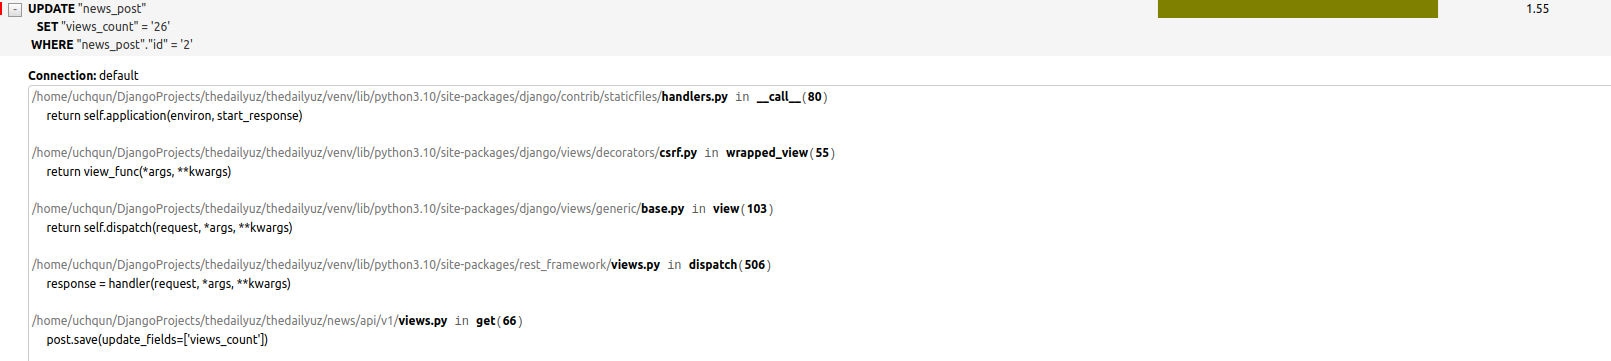 - UPDATE "news_post" 1.55
SET "views_count" = '26'
WHERE "news_post"."id" = '2'
Connection: default
/home/uchqun/DjangoProjects/thedailyuz/thedailyuz/venv/lib/python3.10/site-packages/django/contrib/staticfiles/handlers.py in __call__(80)
return self.application(environ, start_response)
/home/uchqun/DjangoProjects/thedailyuz/thedailyuz/venv/lib/python3.10/site-packages/django/views/decorators/csrf.py in wrapped_view(55)
return view_func(*args, **kwargs)
/home/uchqun/DjangoProjects/thedailyuz/thedailyuz/venv/lib/python3.10/site-packages/django/views/generic/base.py in view(103)
return self.dispatch(request, *args, **kwargs)
/home/uchqun/DjangoProjects/thedailyuz/thedailyuz/venv/lib/python3.10/site-packages/rest_framework/views.py in dispatch(506)
response = handler(request, *args, **kwargs)
/home/uchqun/DjangoProjects/thedailyuz/thedailyuz/news/api/v1/views.py in get(66)
post.save(update_fields=['views_count'])